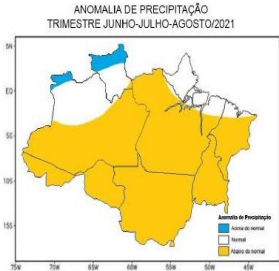 ANOMALIA DE PRECIPITAÇÃO
TRIMESTRE JUNHO-JULHO-AGOSTO/2021
5N
EQ
5S
10S
15S
75W 70W 65W 60W 55W 50W 45W
Anomalia de Precipitação
Acima do normal
Normal
Abaixo do normal